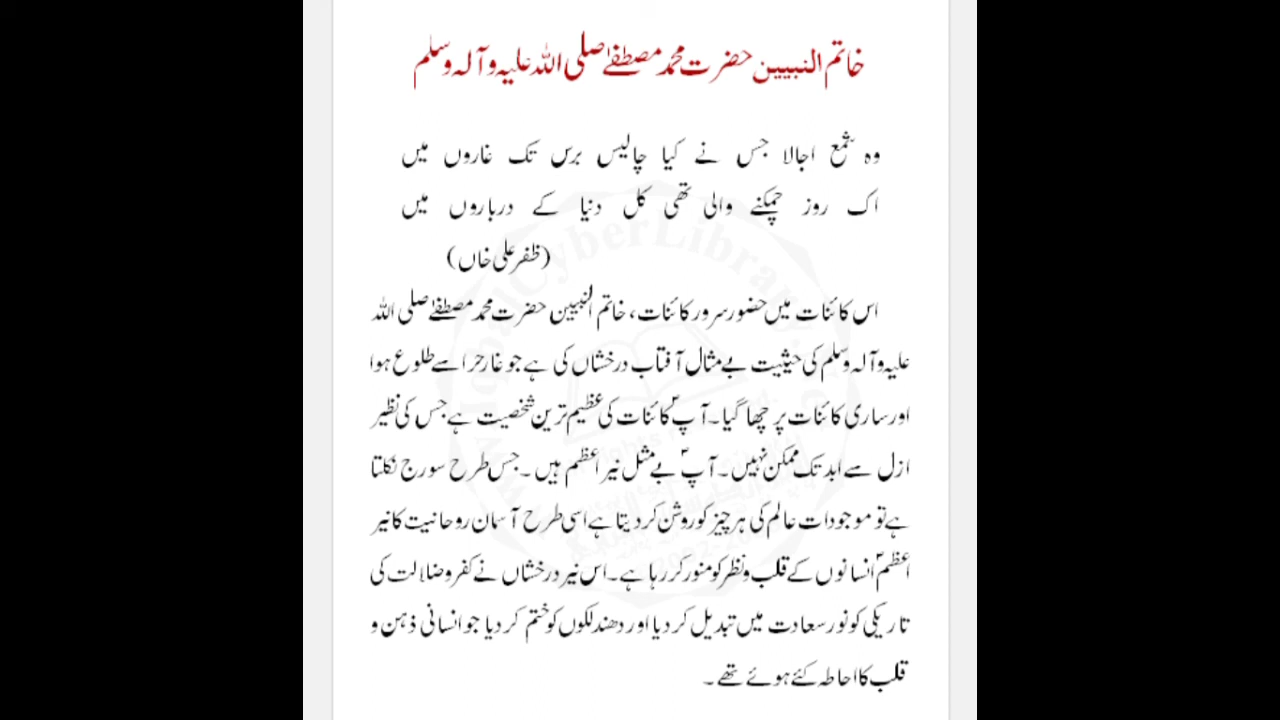 خاتم النبیین حضرت محمد مصطفےٰ صلی اللہ علیہ و آلہ وسلم
وہ شمع اجالا جس نے کیا چالیس برس تک غاروں میں
اک روز چمکنے والی تھی کل دنیا کے درباروں میں
(ظفر علی خاں)
اس کائنات میں حضور سرور کائنات، خاتم النبیین حضرت محمد مصطفےٰ صلی اللہ
علیہ و آلہ وسلم کی حیثیت بے مثال آفتاب درخشاں کی ہے جو غار حرا سے طلوع ہوا
اور ساری کائنات پر چھا گیا۔ آپؐ کائنات کی عظیم ترین شخصیت ہے جس کی نظیر
ازل سے ابد تک ممکن نہیں۔ آپؐ بے مثل نیر اعظم ہیں۔ جس طرح سورج نکلتا
ہے تو موجودات عالم کی ہر چیز کو روشن کر دیتا ہے اسی طرح آسمان روحانیت کا نیر
اعظمؐ انسانوں کے قلب و نظر کو منور کر رہا ہے۔ اس نیر درخشاں نے کفر و ضلالت کی
تاریکی کو نور سعادت میں تبدیل کر دیا اور دھندلکوں کو ختم کر دیا جو انسانی ذہن و
قلب کا احاطہ کئے ہوئے تھے۔